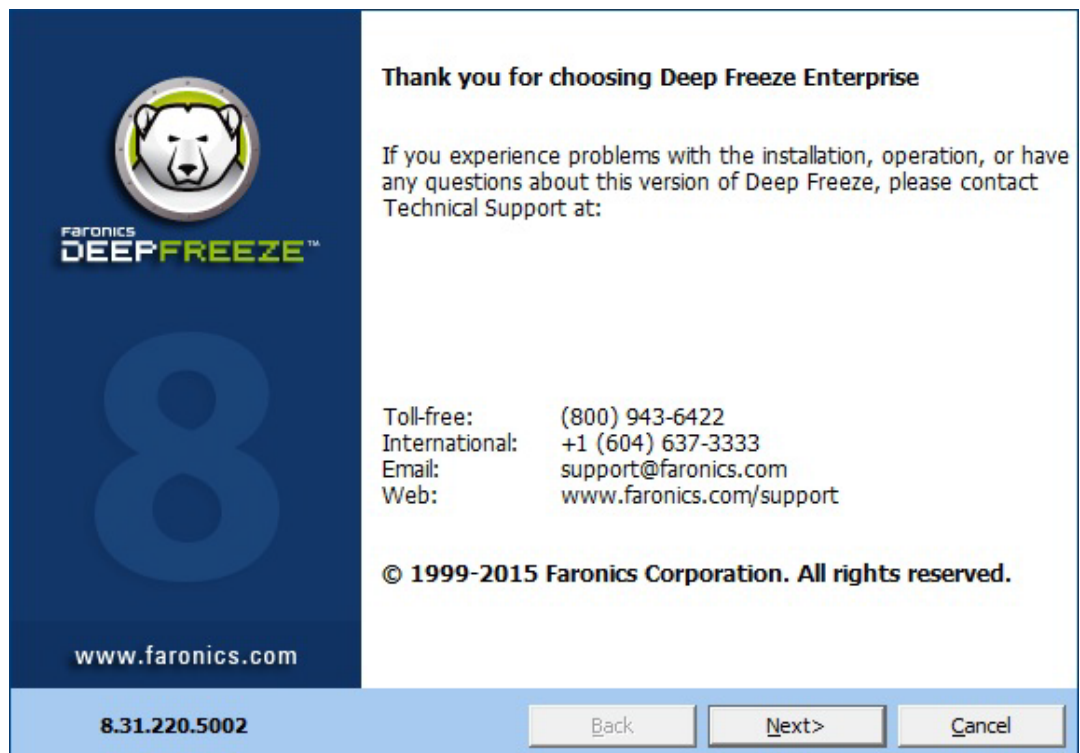 Faronics
DEEPFREEZE™
8
www.faronics.com
8.31.220.5002
Thank you for choosing Deep Freeze Enterprise
If you experience problems with the installation, operation, or have
any questions about this version of Deep Freeze, please contact
Technical Support at:
Toll-free: (800) 943-6422
International: +1 (604) 637-3333
Email: support@faronics.com
Web: www.faronics.com/support
© 1999-2015 Faronics Corporation. All rights reserved.
Back Next> Cancel